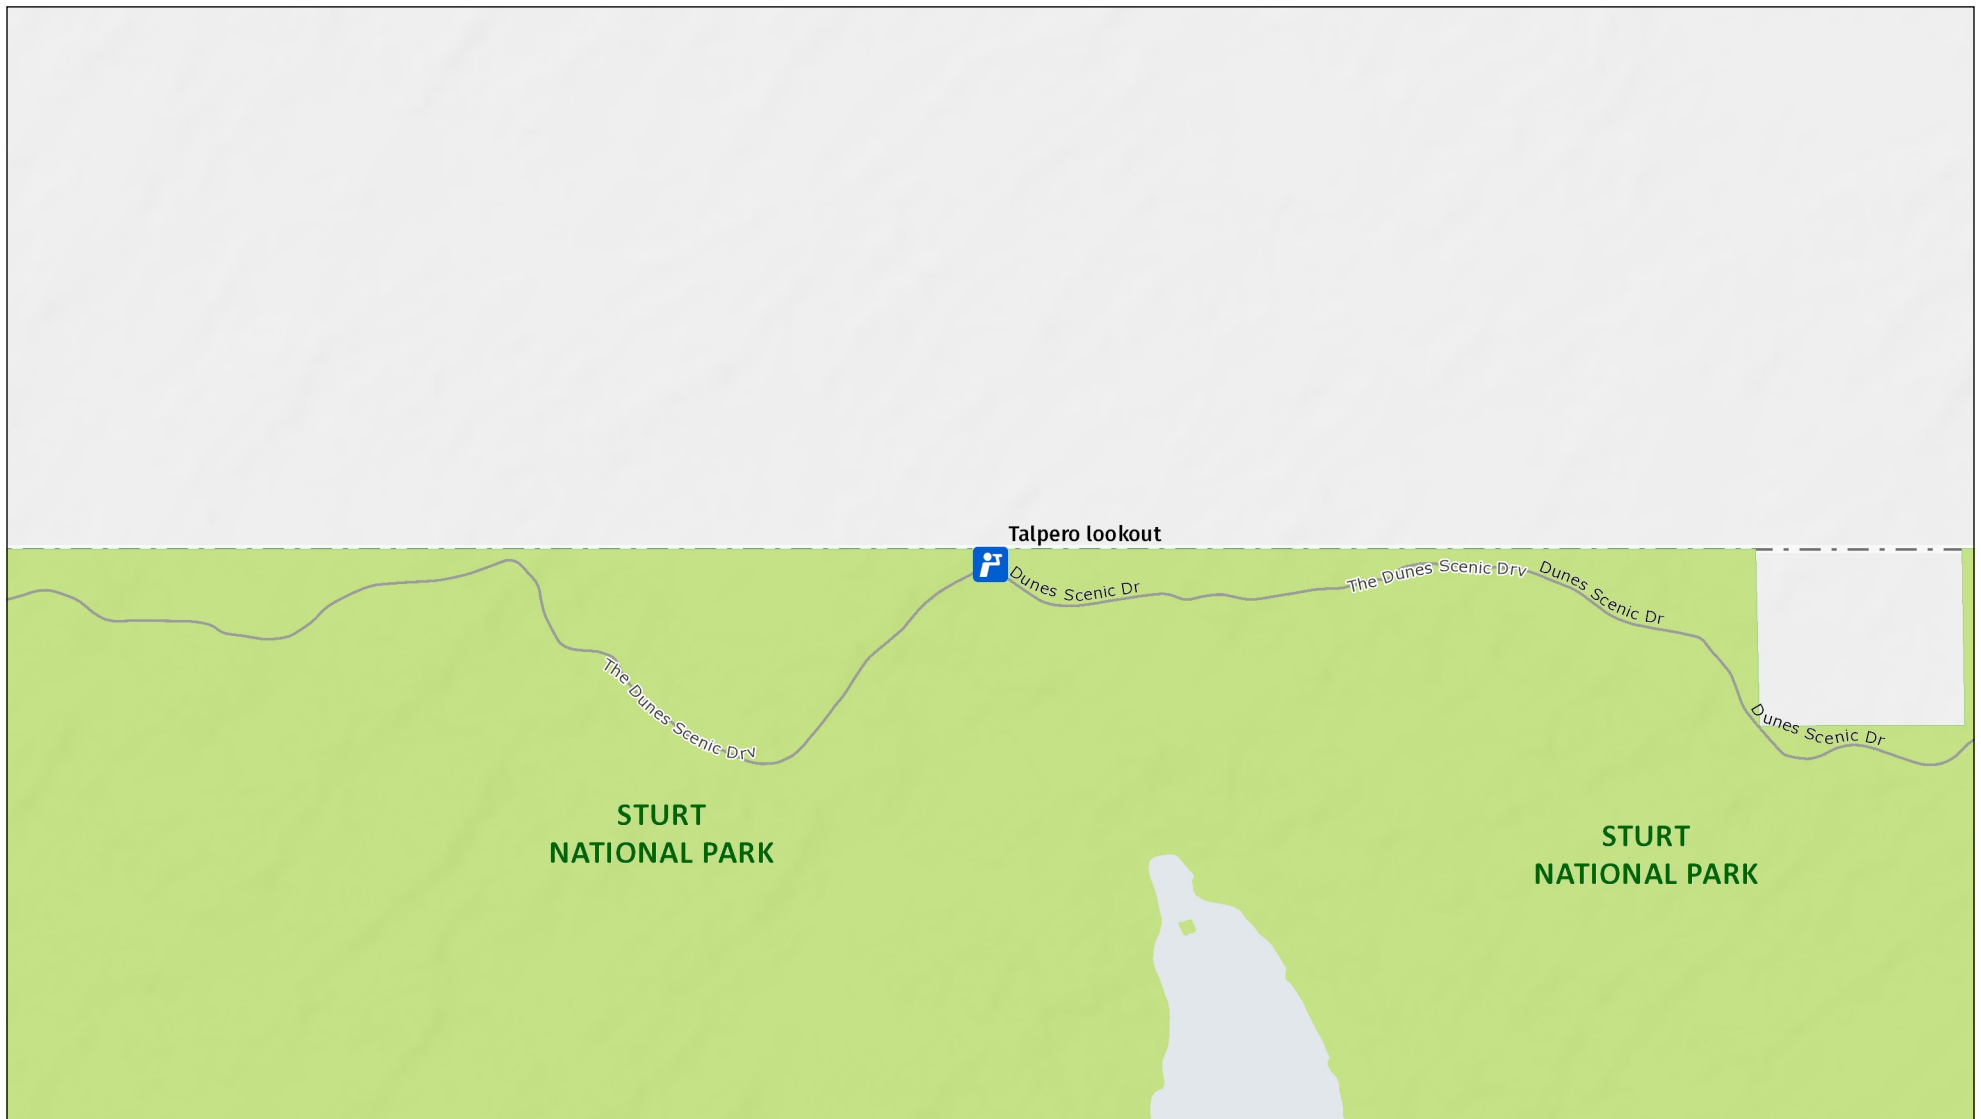 Talpero lookout
Dunes Scenic Dr
The Dunes Scenic Drv
Dunes Scenic Dr
The Dunes Scenic Drv
Dunes Scenic Dr
STURT
NATIONAL PARK
STURT
NATIONAL PARK